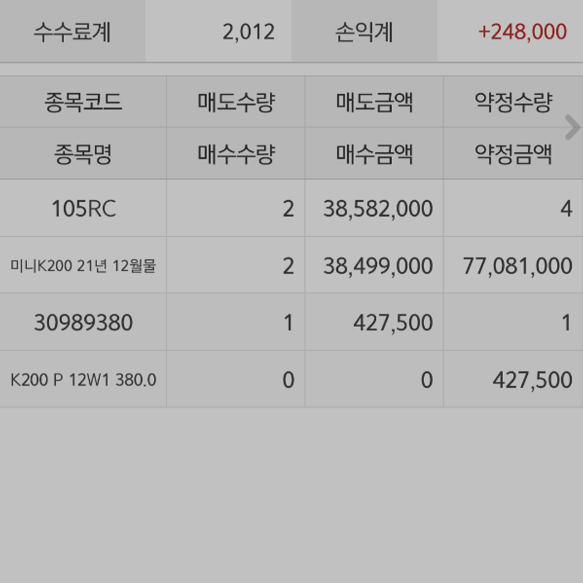 수수료계 2,012 손익계 +248,000
종목코드 매도수량 매도금액 약정수량
종목명 매수수량 매수금액 약정금액
105RC 2 38,582,000 4
미니K200 21년 12월물 2 38,499,000 77,081,000
30989380 1 427,500 1
K200 P 12W1 380.0 0 0 427,500